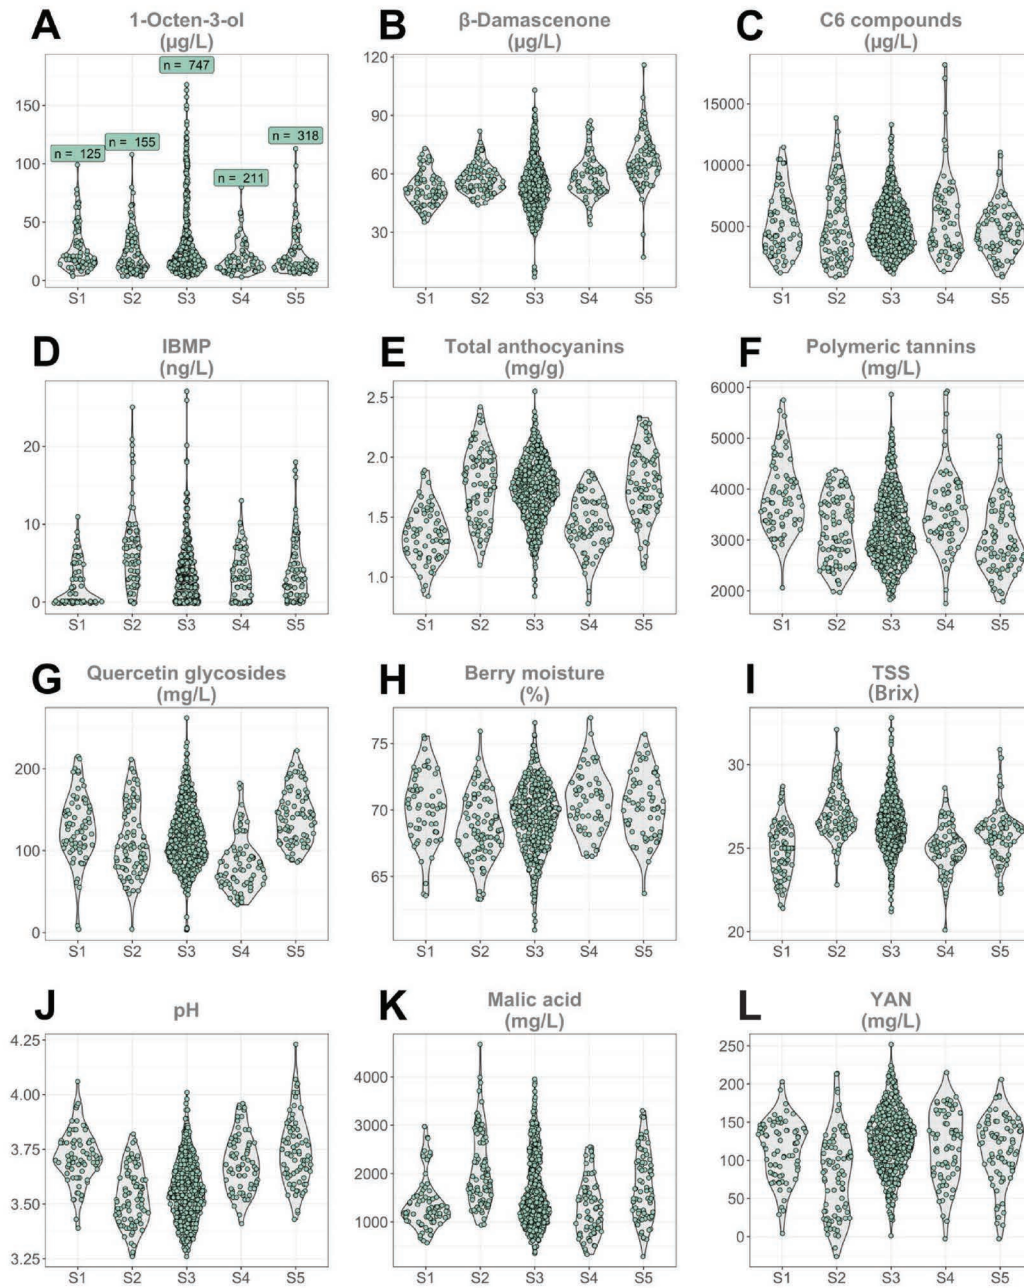 A
1-Octen-3-ol
(µg/L)
n = 747
n = 155
n = 318
n = 125
n = 211
150
100
50
0
S1 S2 S3 S4 S5
B
β-Damascenone
(µg/L)
120
90
60
30
S1 S2 S3 S4 S5
C
C6 compounds
(µg/L)
15000
10000
5000
S1 S2 S3 S4 S5
D
IBMP
(ng/L)
20
10
0
S1 S2 S3 S4 S5
E
Total anthocyanins
(mg/g)
2.5
2.0
1.5
1.0
S1 S2 S3 S4 S5
F
Polymeric tannins
(mg/L)
6000
5000
4000
3000
2000
S1 S2 S3 S4 S5
G
Quercetin glycosides
(mg/L)
200
100
0
S1 S2 S3 S4 S5
H
Berry moisture
(%)
75
70
65
S1 S2 S3 S4 S5
I
TSS
(Brix)
30
25
20
S1 S2 S3 S4 S5
J
pH
4.25
4.00
3.75
3.50
3.25
S1 S2 S3 S4 S5
K
Malic acid
(mg/L)
4000
3000
2000
1000
S1 S2 S3 S4 S5
L
YAN
(mg/L)
250
200
150
100
50
0
S1 S2 S3 S4 S5